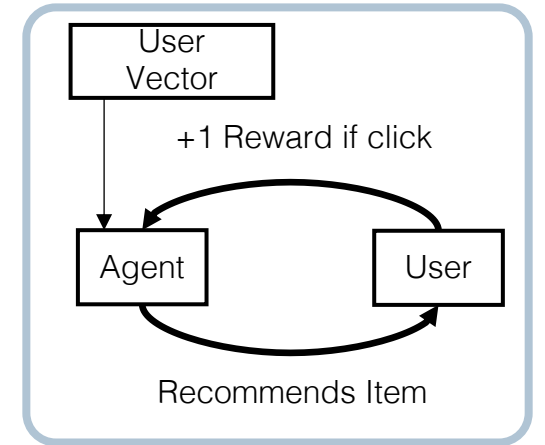 User
Vector
+1 Reward if click
Agent
User
Recommends Item